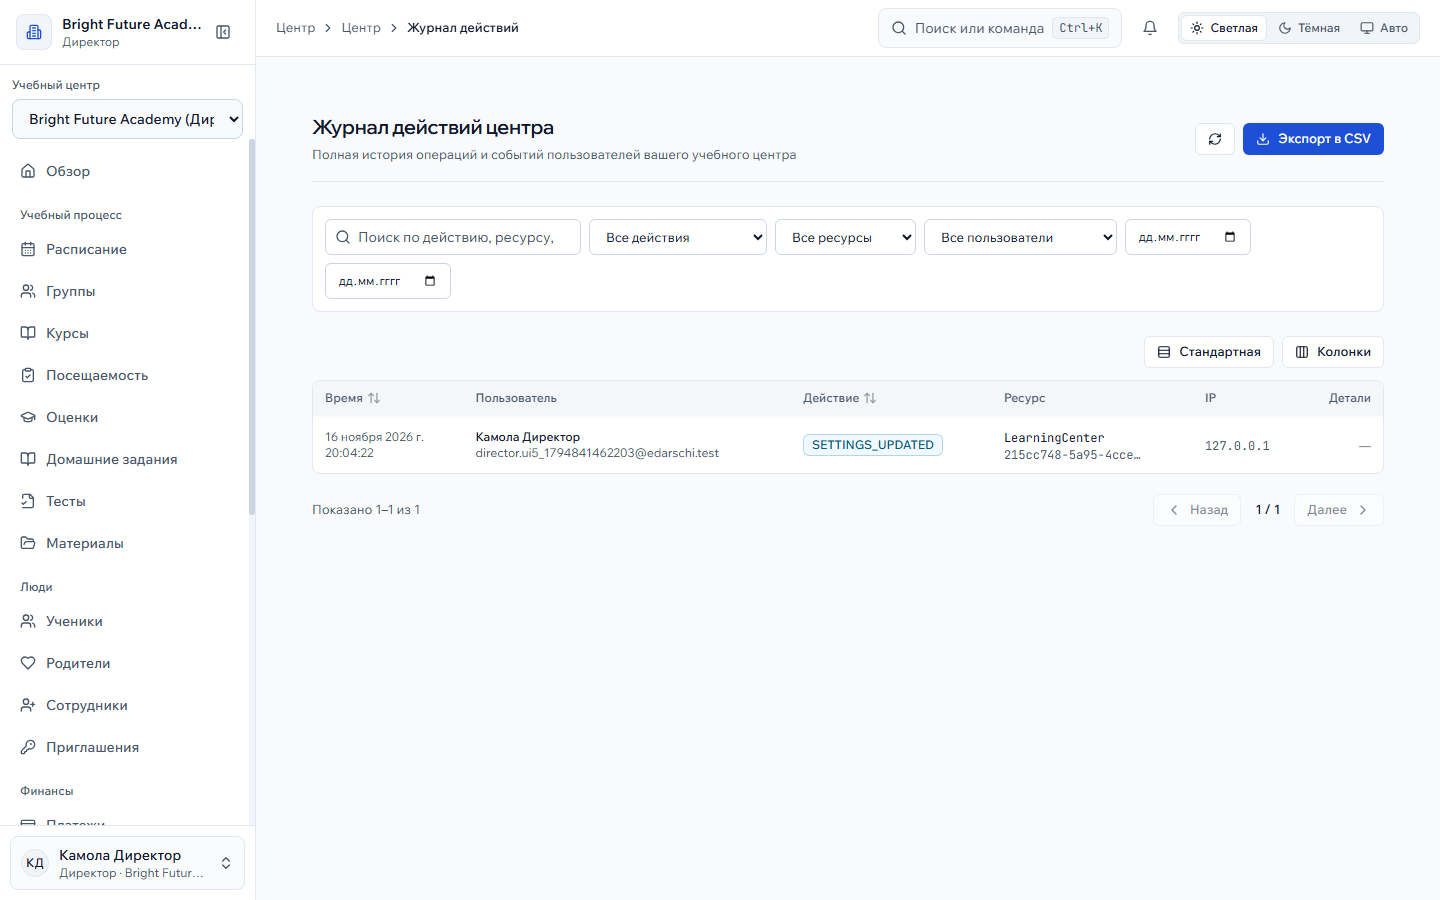 Bright Future Acad...
Директор
Учебный центр
Bright Future Academy (Дир
Обзор
Учебный процесс
Расписание
Группы
Курсы
Посещаемость
Оценки
Домашние задания
Тесты
Материалы
Люди
Ученики
Родители
Сотрудники
Приглашения
Финансы
Платежи
КД
Камола Директор
Директор · Bright Futur...
Центр
Центр
Журнал действий
Поиск или команда
Ctrl+K
Светлая
Тёмная
Авто
Журнал действий центра
Полная история операций и событий пользователей вашего учебного центра
Экспорт в CSV
Поиск по действию, ресурсу,
Все действия
Все ресурсы
Все пользователи
дд.мм.гггг
дд.мм.гггг
Стандартная
Колонки
Время
Пользователь
Действие
Ресурс
IP
Детали
16 ноября 2026 г.
20:04:22
Камола Директор
director.ui5_1794841462203@edarschi.test
SETTINGS_UPDATED
LearningCenter
215cc748-5a95-4cce…
127.0.0.1
—
Показано 1–1 из 1
Назад
1 / 1
Далее